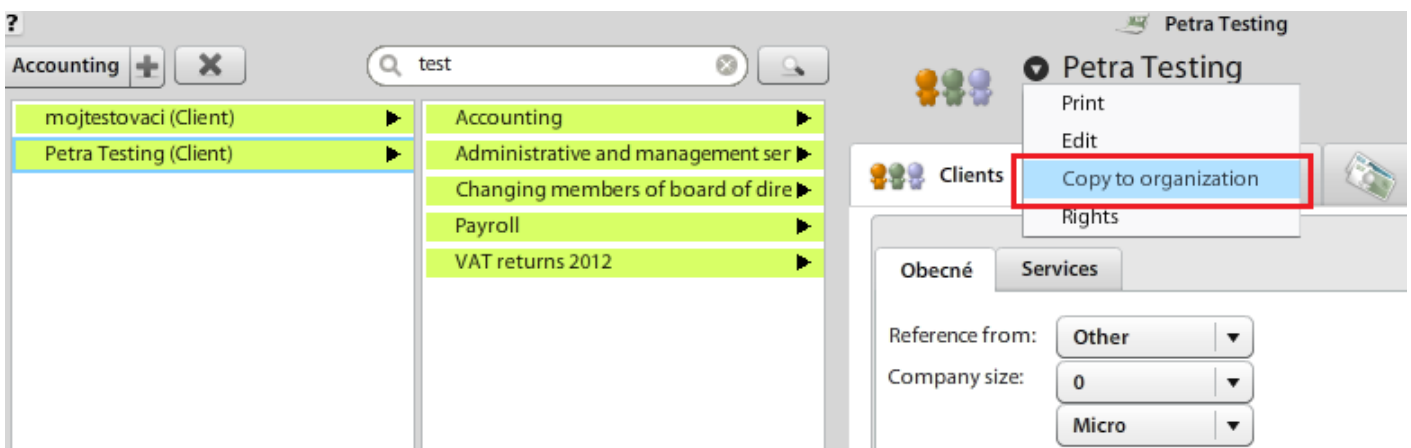 ?
Petra Testing
Accounting
test
Petra Testing
mojtestovaci (Client)
Petra Testing (Client)
Accounting
Administrative and management ser
Changing members of board of dire
Payroll
VAT returns 2012
Print
Edit
Copy to organization
Rights
Clients
Obecné
Services
Reference from:
Other
Company size:
0
Micro